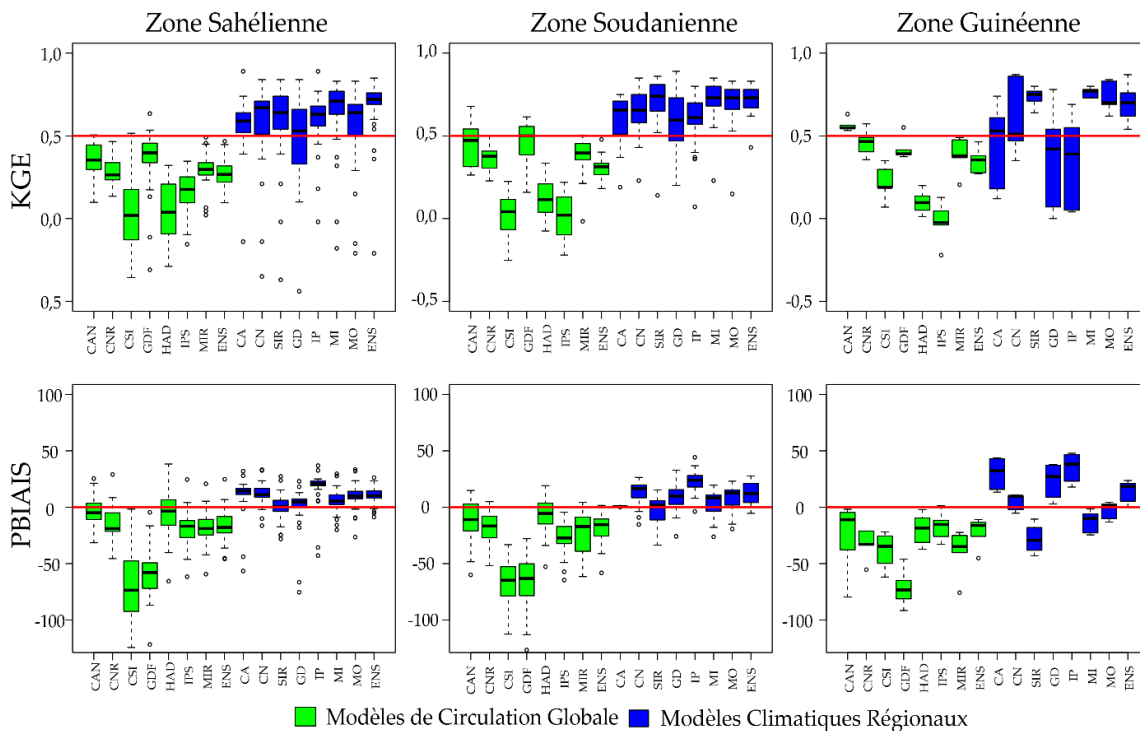 Zone Sahélienne
Zone Soudanienne
Zone Guinéenne
KGE
1,0
0,5
0,0
0,5
CAN
CNR
CSI
GDF
HAD
IPS
MIR
ENS
CA
CN
SIR
GD
IP
MI
MO
ENS
1,0
0,5
0,0
-0,5
CAN
CNR
CSI
GDF
HAD
IPS
MIR
ENS
CA
CN
SIR
GD
IP
MI
MO
ENS
1,0
0,5
0,0
-0,5
CAN
CNR
CSI
GDF
HAD
IPS
MIR
ENS
CA
CN
SIR
GD
IP
MI
MO
ENS
PBIAIS
100
50
0
-50
-100
CAN
CNR
CSI
GDF
HAD
IPS
MIR
ENS
CA
CN
SIR
GD
IP
MI
MO
ENS
100
50
0
-50
-100
CAN
CNR
CSI
GDF
HAD
IPS
MIR
ENS
CA
CN
SIR
GD
IP
MI
MO
ENS
100
50
0
-50
-100
CAN
CNR
CSI
GDF
HAD
IPS
MIR
ENS
CA
CN
SIR
GD
IP
MI
MO
ENS
Modèles de Circulation Globale
Modèles Climatiques Régionaux